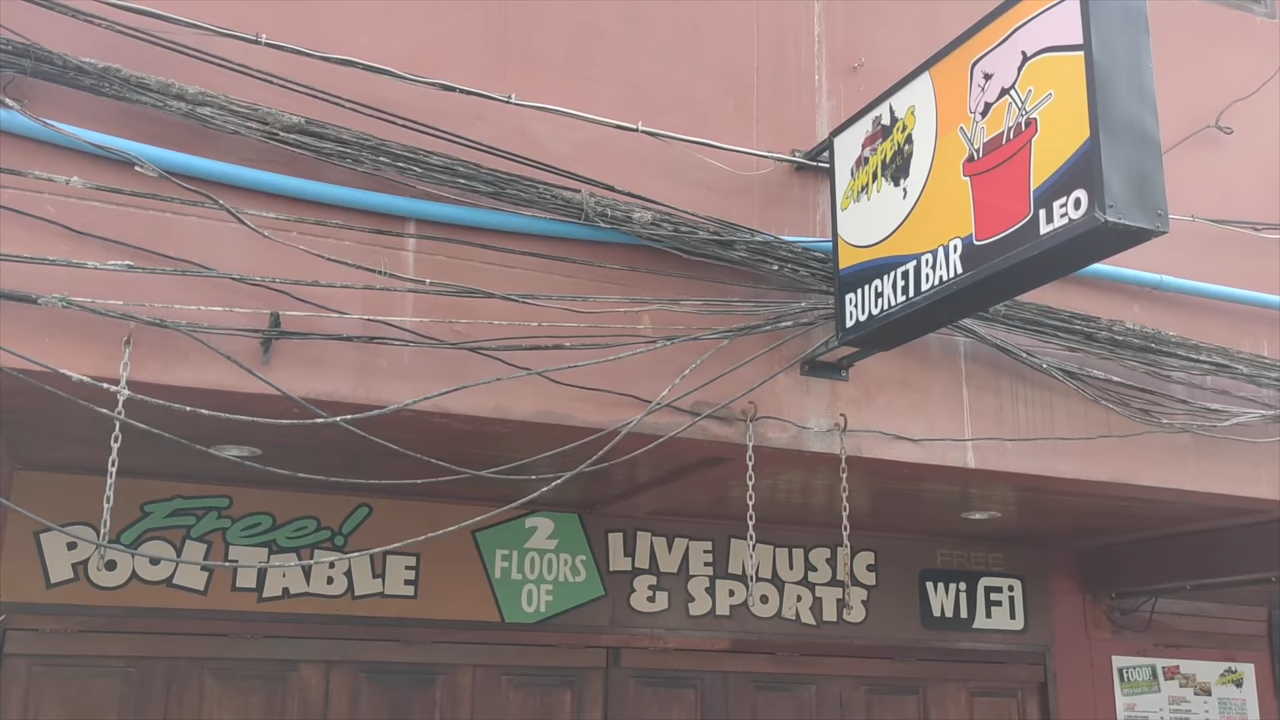 CHOPPERS
BUCKET BAR
LEO
Free!
POOL TABLE
2
FLOORS
OF
LIVE MUSIC
& SPORTS
FREE
WiFi
FOOD!